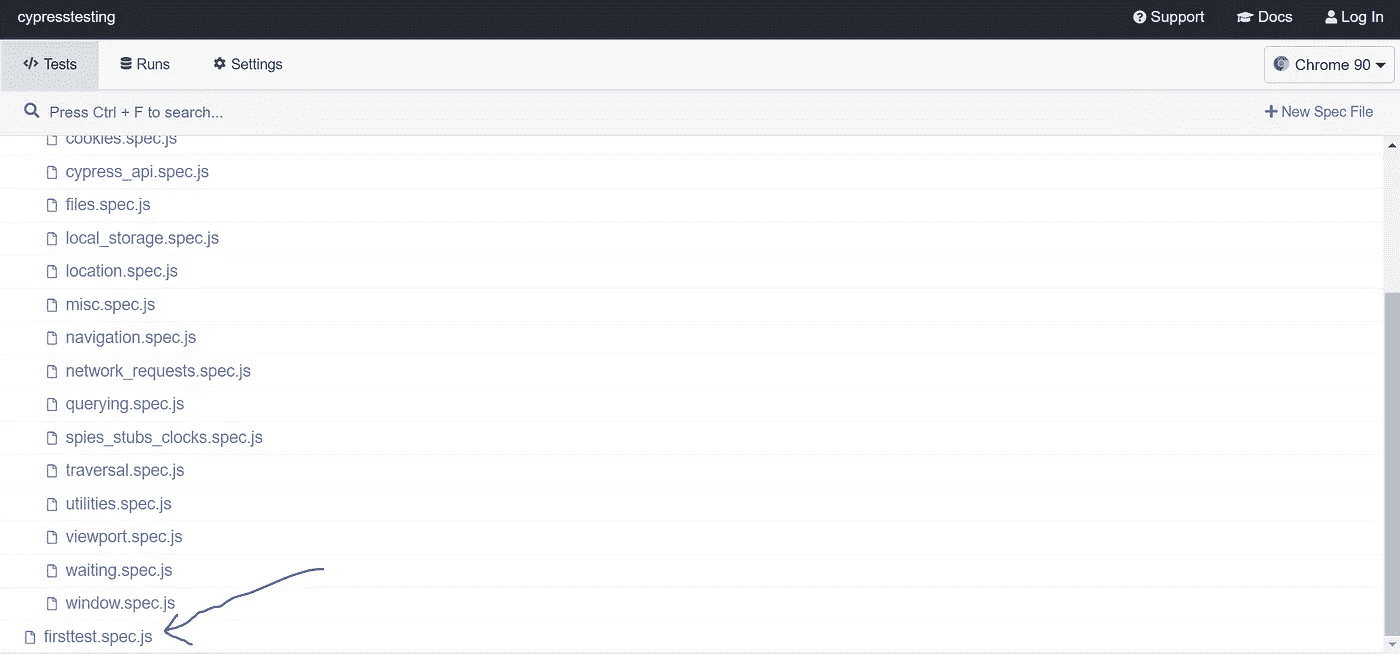 cypresstesting
Support
Docs
Log In
Tests
Runs
Settings
Chrome 90
Press Ctrl + F to search...
New Spec File
cookies.spec.js
cypress_api.spec.js
files.spec.js
local_storage.spec.js
location.spec.js
misc.spec.js
navigation.spec.js
network_requests.spec.js
querying.spec.js
spies_stubs_clocks.spec.js
traversal.spec.js
utilities.spec.js
viewport.spec.js
waiting.spec.js
window.spec.js
firsttest.spec.js